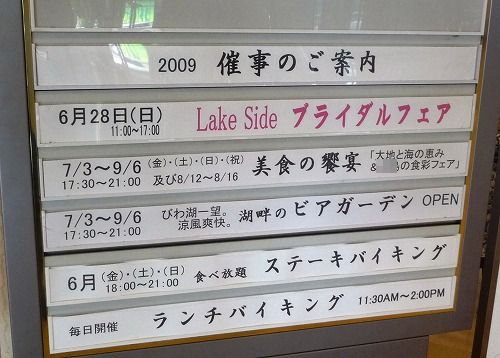 2009 催事のご案内
6月28日(日) Lake Side ブライダルフェア
11:00～17:00
7/3～9/6 (金)・(土)・(日)・(祝) 美食の饗宴 「大地と海の恵み
17:30～21:00 及び8/12～8/16 & の食彩フェア」
7/3～9/6 びわ湖一望。 湖畔のビアガーデン OPEN
17:30～21:00 涼風爽快。
6月 (金)・(土)・(日) 食べ放題 ステーキバイキング
18:00～21:00
毎日開催 ランチバイキング 11:30AM～2:00PM